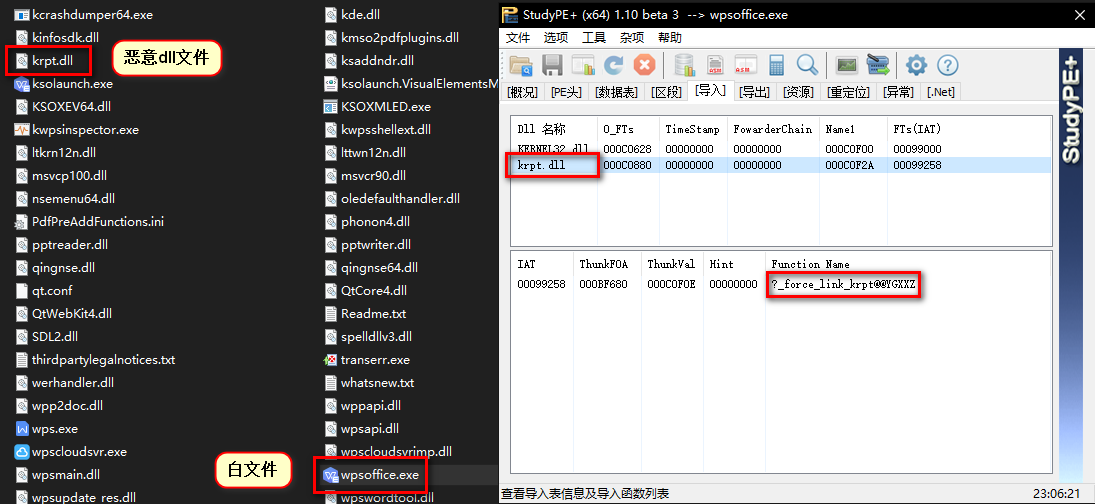 kcrashdumper64.exe
kinfosdk.dll
krpt.dll
ksolaunch.exe
KSOXEV64.dll
kwpsinspector.exe
ltkrn12n.dll
msvcp100.dll
nsemenu64.dll
PdfPreAddFunctions.ini
pptreader.dll
qingnse.dll
qt.conf
QtWebKit4.dll
SDL2.dll
thirdpartylegalnotices.txt
werhandler.dll
wpp2doc.dll
wps.exe
wpscloudsvr.exe
wpsmain.dll
wpsupdate_res.dll
恶意dll文件
kde.dll
kmso2pdfplugins.dll
ksaddndr.dll
ksolaunch.VisualElementsM
KSOXMLED.exe
kwpsshellext.dll
lttwn12n.dll
msvcr90.dll
oledefaulthandler.dll
phonon4.dll
pptwriter.dll
qingnse64.dll
QtCore4.dll
Readme.txt
spelldllv3.dll
transerr.exe
whatsnew.txt
wppapi.dll
wpsapi.dll
wpscloudsvrimp.dll
wpsoffice.exe
wpswordtool.dll
白文件
StudyPE+ (x64) 1.10 beta 3 --> wpsoffice.exe
文件 选项 工具 杂项 帮助
[概况] [PE头] [数据表] [区段] [导入] [导出] [资源] [重定位] [异常] [.Net]
Dll 名称 O_FTs TimeStamp FowarderChain Name1 FTs(IAT)
KERNEL32.dll 000C0628 00000000 00000000 000C0F00 00099000
krpt.dll 000C0880 00000000 00000000 000C0F2A 00099258
IAT ThunkFOA ThunkVal Hint Function Name
00099258 000BF680 000C0F0E 00000000 ?_force_link_krpt@@YGXXZ
StudyPE+
查看导入表信息及导入函数列表 23:06:21